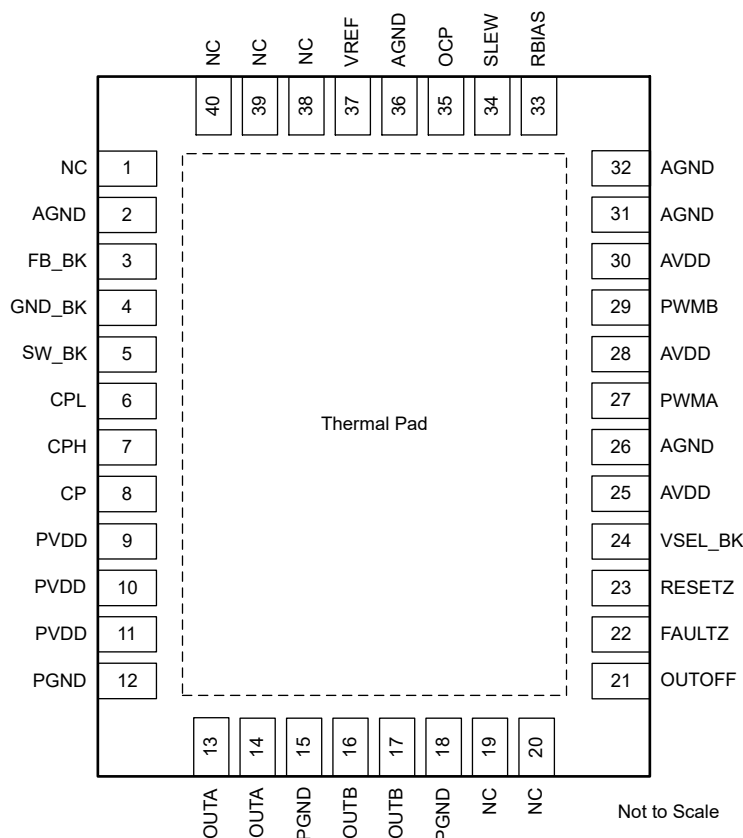 NC NC NC VREF AGND OCP SLEW RBIAS
40 39 38 37 36 35 34 33
NC 1 32 AGND
AGND 2 31 AGND
FB_BK 3 30 AVDD
GND_BK 4 29 PWMB
SW_BK 5 28 AVDD
CPL 6 27 PWMA
Thermal Pad
CPH 7 26 AGND
CP 8 25 AVDD
PVDD 9 24 VSEL_BK
PVDD 10 23 RESETZ
PVDD 11 22 FAULTZ
PGND 12 21 OUTOFF
13 14 15 16 17 18 19 20
OUTA OUTA PGND OUTB OUTB PGND NC NC
Not to Scale